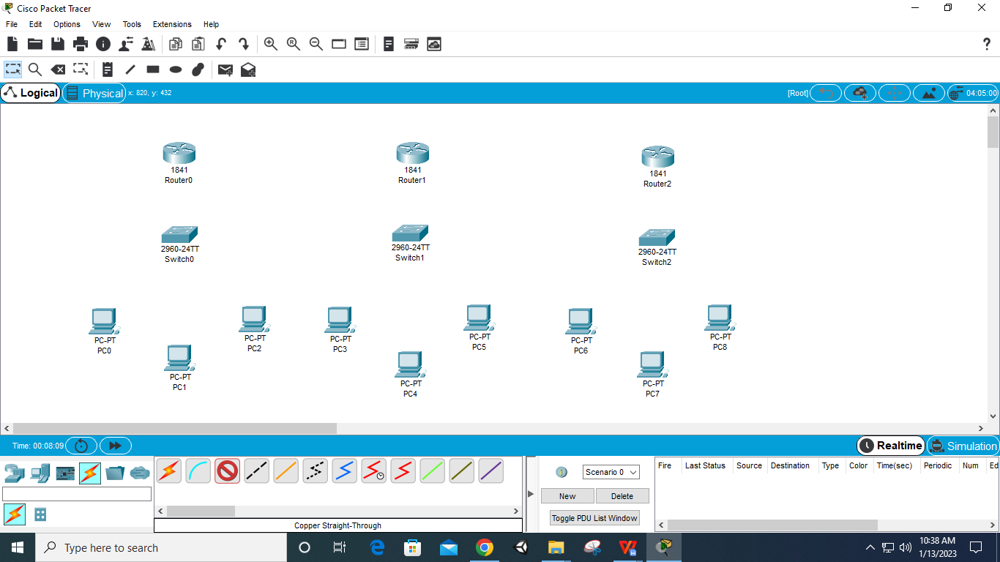 Cisco Packet Tracer
File Edit Options View Tools Extensions Help
?
Logical Physical x: 820, y: 432 [Root] 04:05:00
1841
Router0
1841
Router1
1841
Router2
2960-24TT
Switch0
2960-24TT
Switch1
2960-24TT
Switch2
PC-PT
PC0
PC-PT
PC1
PC-PT
PC2
PC-PT
PC3
PC-PT
PC4
PC-PT
PC5
PC-PT
PC6
PC-PT
PC7
PC-PT
PC8
Time: 00:08:09 Realtime Simulation
Scenario 0
New Delete
Toggle PDU List Window
Fire Last Status Source Destination Type Color Time(sec) Periodic Num Ed
Copper Straight-Through
Type here to search
10:38 AM
1/13/2023